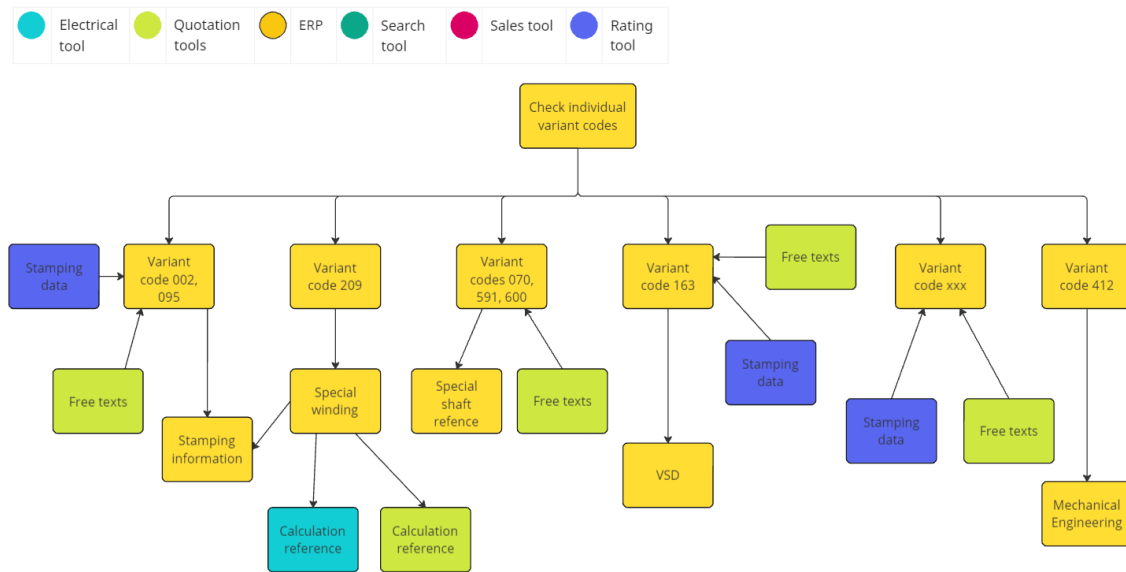 Electrical
tool
Quotation
tools
ERP
Search
tool
Sales tool
Rating
tool
Check individual
variant codes
Stamping
data
Variant
code 002,
095
Variant
code 209
Variant
codes 070,
591, 600
Variant
code 163
Free texts
Variant
code xxx
Variant
code 412
Free texts
Stamping
information
Special
winding
Special
shaft
refence
Free texts
Stamping
data
Stamping
data
Free texts
VSD
Mechanical
Engineering
Calculation
reference
Calculation
reference